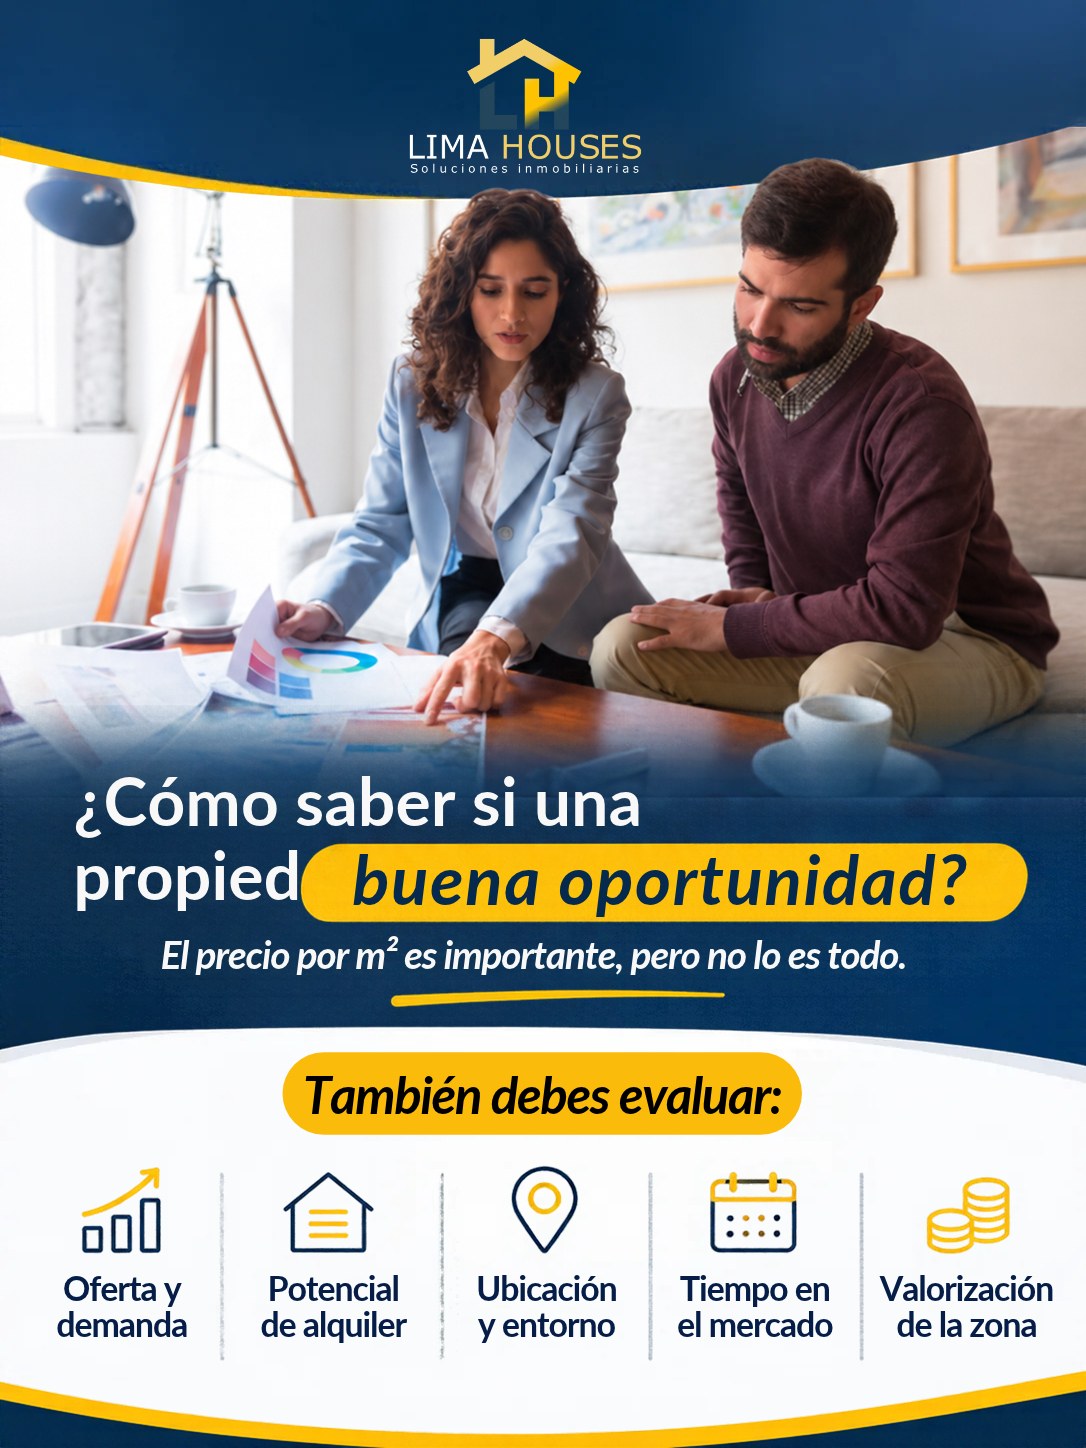 LIMA HOUSES
Soluciones inmobiliarias
¿Cómo saber si una
propied buena oportunidad?
El precio por m² es importante, pero no lo es todo.
También debes evaluar:
Oferta y
demanda
Potencial
de alquiler
Ubicación
y entorno
Tiempo en
el mercado
Valorización
de la zona